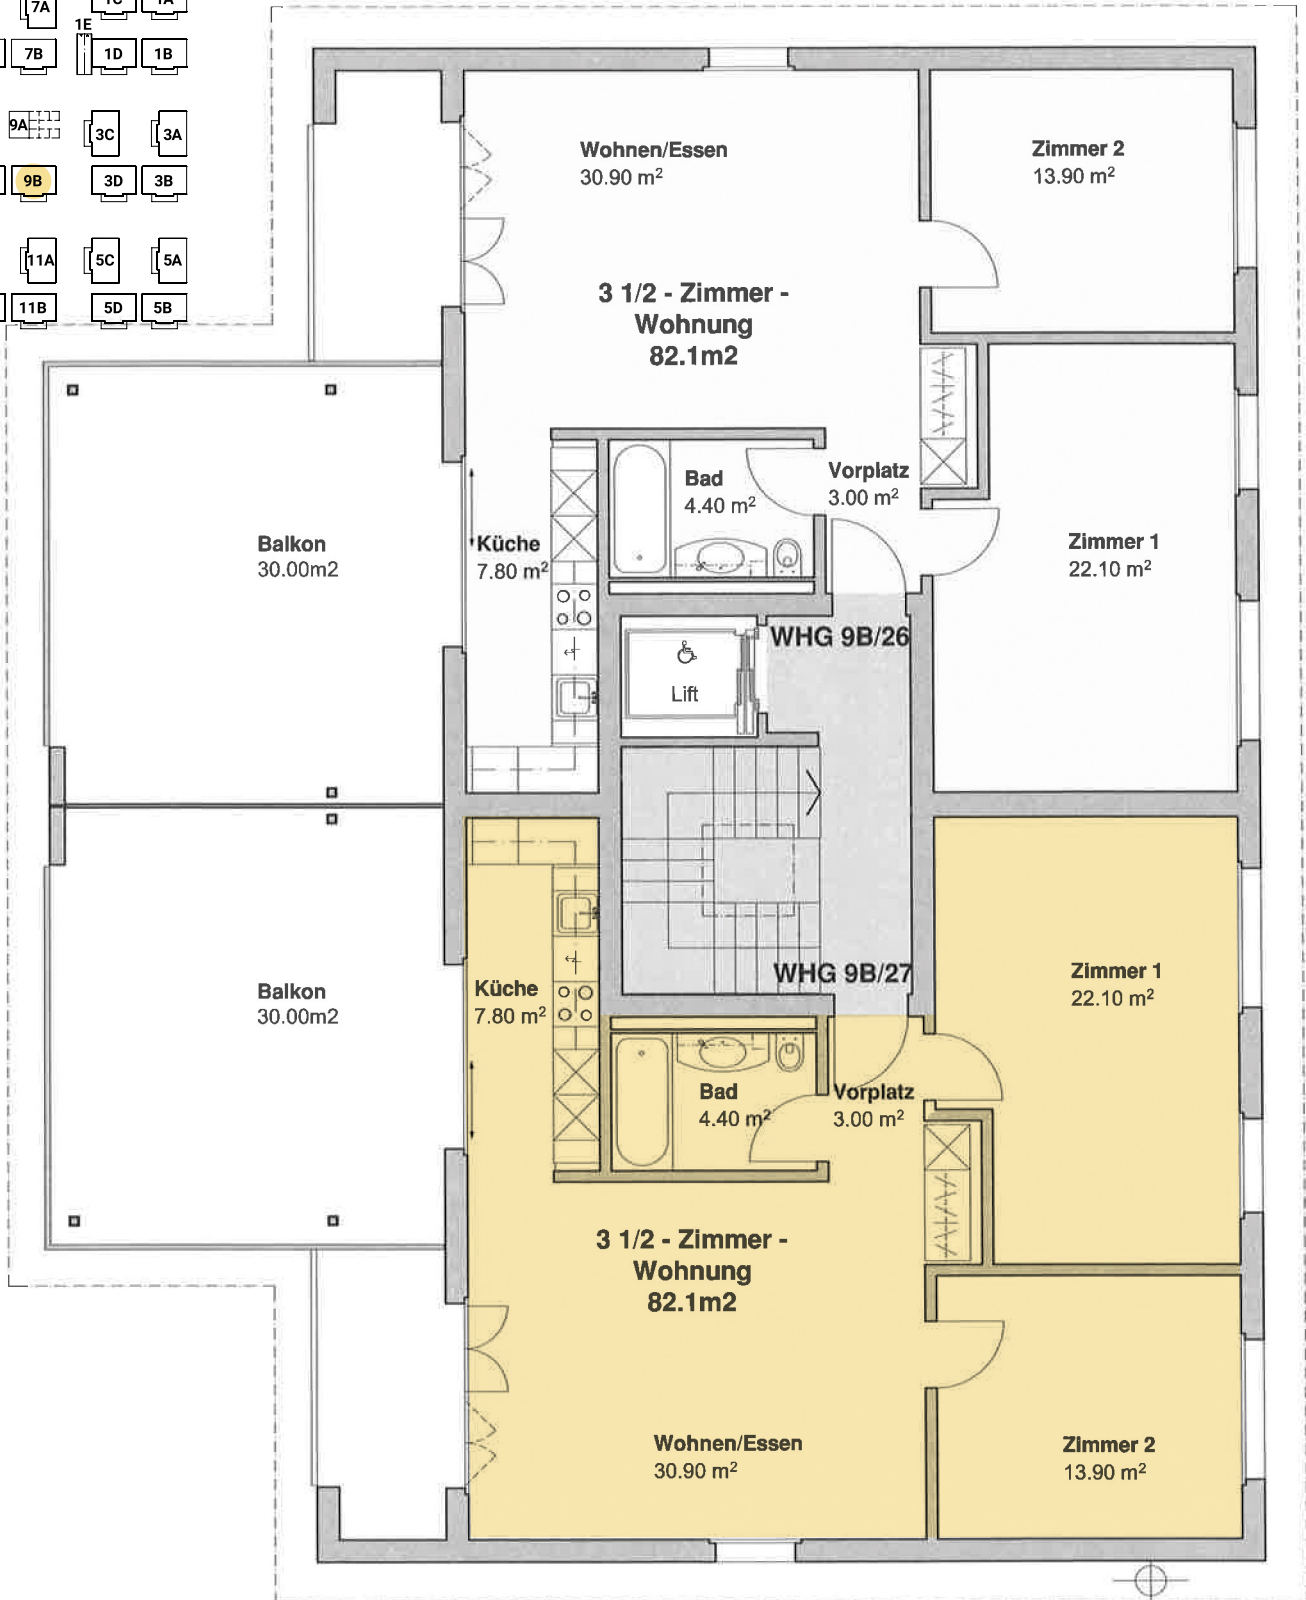 7A
1C
1A
1E
7B
1D
1B
9A
3C
3A
9B
3D
3B
11A
5C
5A
11B
5D
5B
Wohnen/Essen
30.90 m²
Zimmer 2
13.90 m²
3 1/2 - Zimmer -
Wohnung
82.1m2
Bad
4.40 m²
Vorplatz
3.00 m²
Balkon
30.00m2
Küche
7.80 m²
Zimmer 1
22.10 m²
WHG 9B/26
Lift
WHG 9B/27
Balkon
30.00m2
Küche
7.80 m²
Zimmer 1
22.10 m²
Bad
4.40 m²
Vorplatz
3.00 m²
3 1/2 - Zimmer -
Wohnung
82.1m2
Wohnen/Essen
30.90 m²
Zimmer 2
13.90 m²